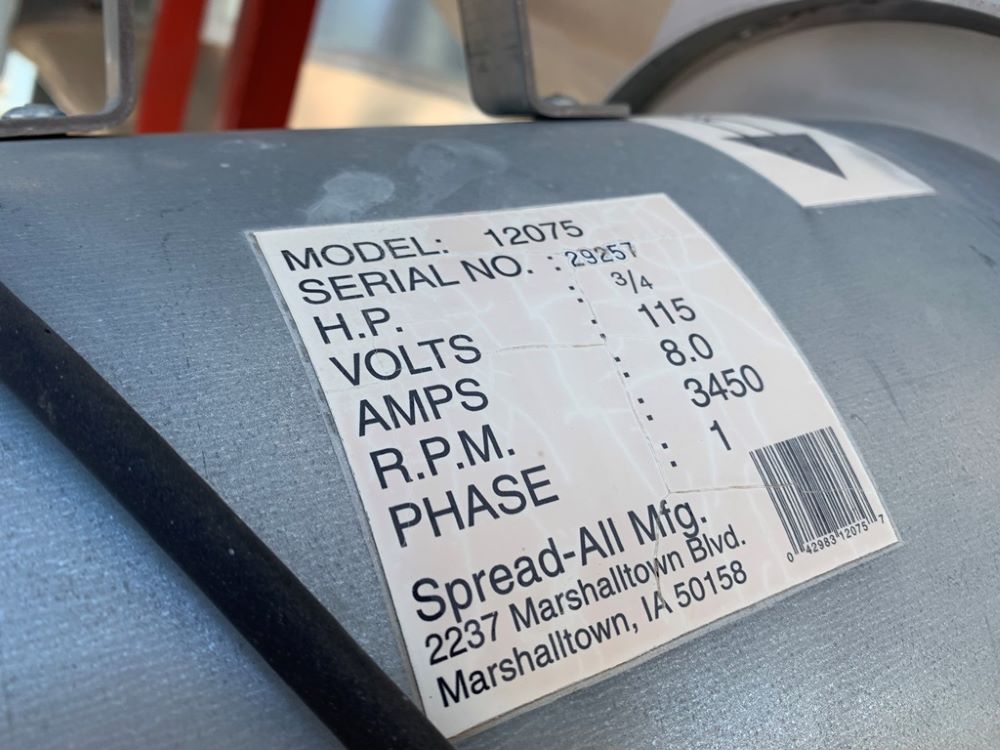 MODEL: 12075
SERIAL NO. : 29257
H.P. : 3/4
VOLTS : 115
AMPS : 8.0
R.P.M. : 3450
PHASE : 1
Spread-All Mfg.
2237 Marshalltown Blvd.
Marshalltown, IA 50158
0 42983 12075 7